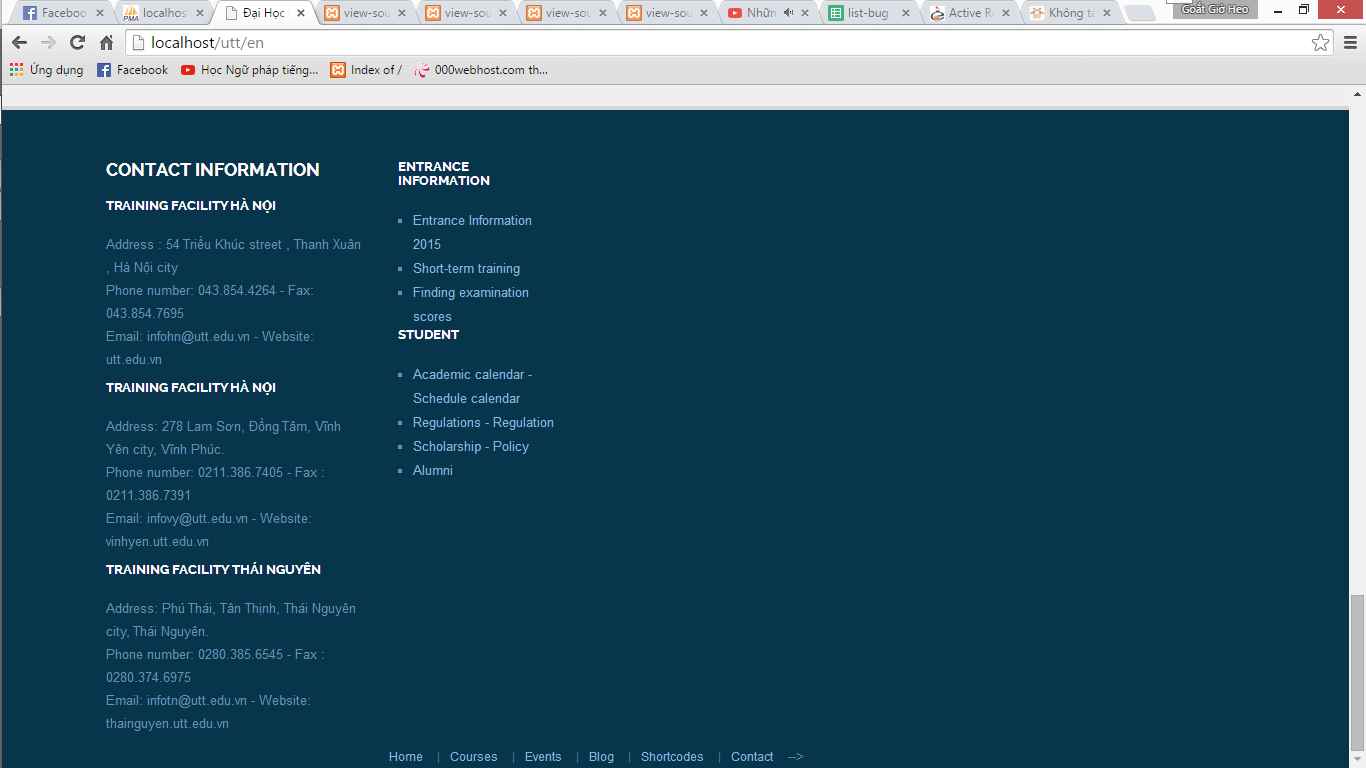 Faceboo
localhos
Đại Học
view-sou
view-sou
view-sou
view-sou
Nhữn
list-bug
Active R
Không tả
Goát Giờ Heo
localhost/utt/en
Ứng dụng
Facebook
Học Ngữ pháp tiếng...
Index of /
000webhost.com th...
CONTACT INFORMATION
TRAINING FACILITY HÀ NỘI
Address : 54 Triều Khúc street , Thanh Xuân
, Hà Nội city
Phone number: 043.854.4264 - Fax:
043.854.7695
Email: infohn@utt.edu.vn - Website:
utt.edu.vn
TRAINING FACILITY HÀ NỘI
Address: 278 Lam Sơn, Đồng Tâm, Vĩnh
Yên city, Vĩnh Phúc.
Phone number: 0211.386.7405 - Fax :
0211.386.7391
Email: infovy@utt.edu.vn - Website:
vinhyen.utt.edu.vn
TRAINING FACILITY THÁI NGUYÊN
Address: Phú Thái, Tân Thịnh, Thái Nguyên
city, Thái Nguyên.
Phone number: 0280.385.6545 - Fax :
0280.374.6975
Email: infotn@utt.edu.vn - Website:
thainguyen.utt.edu.vn
ENTRANCE
INFORMATION
Entrance Information
2015
Short-term training
Finding examination
scores
STUDENT
Academic calendar -
Schedule calendar
Regulations - Regulation
Scholarship - Policy
Alumni
Home | Courses | Events | Blog | Shortcodes | Contact -->